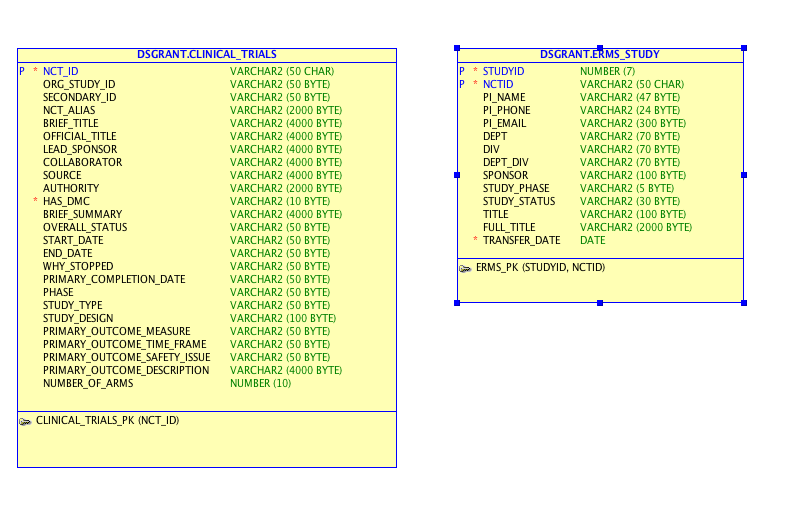 DSGRANT.CLINICAL_TRIALS
P * NCT_ID VARCHAR2 (50 CHAR)
ORG_STUDY_ID VARCHAR2 (50 BYTE)
SECONDARY_ID VARCHAR2 (50 BYTE)
NCT_ALIAS VARCHAR2 (2000 BYTE)
BRIEF_TITLE VARCHAR2 (4000 BYTE)
OFFICIAL_TITLE VARCHAR2 (4000 BYTE)
LEAD_SPONSOR VARCHAR2 (4000 BYTE)
COLLABORATOR VARCHAR2 (4000 BYTE)
SOURCE VARCHAR2 (4000 BYTE)
AUTHORITY VARCHAR2 (2000 BYTE)
* HAS_DMC VARCHAR2 (10 BYTE)
BRIEF_SUMMARY VARCHAR2 (4000 BYTE)
OVERALL_STATUS VARCHAR2 (50 BYTE)
START_DATE VARCHAR2 (50 BYTE)
END_DATE VARCHAR2 (50 BYTE)
WHY_STOPPED VARCHAR2 (50 BYTE)
PRIMARY_COMPLETION_DATE VARCHAR2 (50 BYTE)
PHASE VARCHAR2 (50 BYTE)
STUDY_TYPE VARCHAR2 (50 BYTE)
STUDY_DESIGN VARCHAR2 (100 BYTE)
PRIMARY_OUTCOME_MEASURE VARCHAR2 (50 BYTE)
PRIMARY_OUTCOME_TIME_FRAME VARCHAR2 (50 BYTE)
PRIMARY_OUTCOME_SAFETY_ISSUE VARCHAR2 (50 BYTE)
PRIMARY_OUTCOME_DESCRIPTION VARCHAR2 (4000 BYTE)
NUMBER_OF_ARMS NUMBER (10)
CLINICAL_TRIALS_PK (NCT_ID)
DSGRANT.ERMS_STUDY
P * STUDYID NUMBER (7)
P * NCTID VARCHAR2 (50 CHAR)
PI_NAME VARCHAR2 (47 BYTE)
PI_PHONE VARCHAR2 (24 BYTE)
PI_EMAIL VARCHAR2 (300 BYTE)
DEPT VARCHAR2 (70 BYTE)
DIV VARCHAR2 (70 BYTE)
DEPT_DIV VARCHAR2 (70 BYTE)
SPONSOR VARCHAR2 (100 BYTE)
STUDY_PHASE VARCHAR2 (5 BYTE)
STUDY_STATUS VARCHAR2 (30 BYTE)
TITLE VARCHAR2 (100 BYTE)
FULL_TITLE VARCHAR2 (2000 BYTE)
* TRANSFER_DATE DATE
ERMS_PK (STUDYID, NCTID)